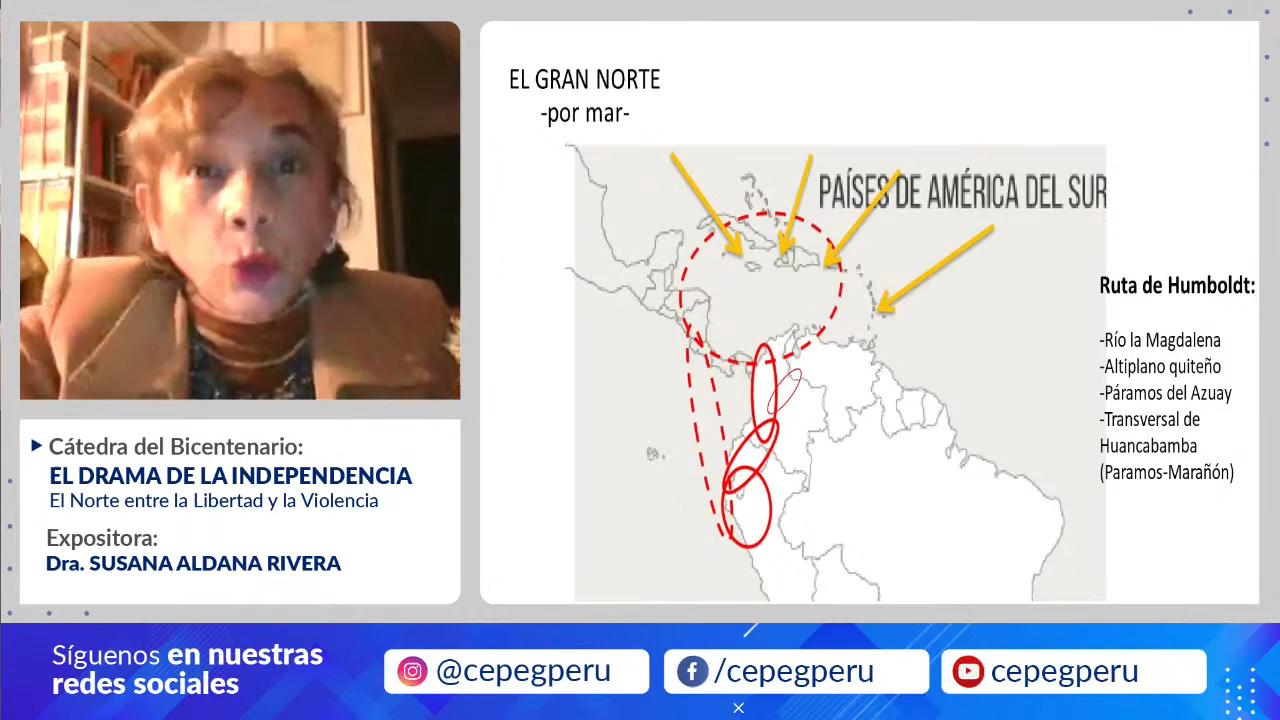 EL GRAN NORTE
-por mar-
PAÍSES DE AMÉRICA DEL SUR
Ruta de Humboldt:
-Río la Magdalena
-Altiplano quiteño
-Páramos del Azuay
-Transversal de
Huancabamba
(Paramos-Marañón)
Cátedra del Bicentenario:
EL DRAMA DE LA INDEPENDENCIA
El Norte entre la Libertad y la Violencia
Expositora:
Dra. SUSANA ALDANA RIVERA
Síguenos en nuestras
redes sociales
@cepegperu
/cepegperu
cepegperu